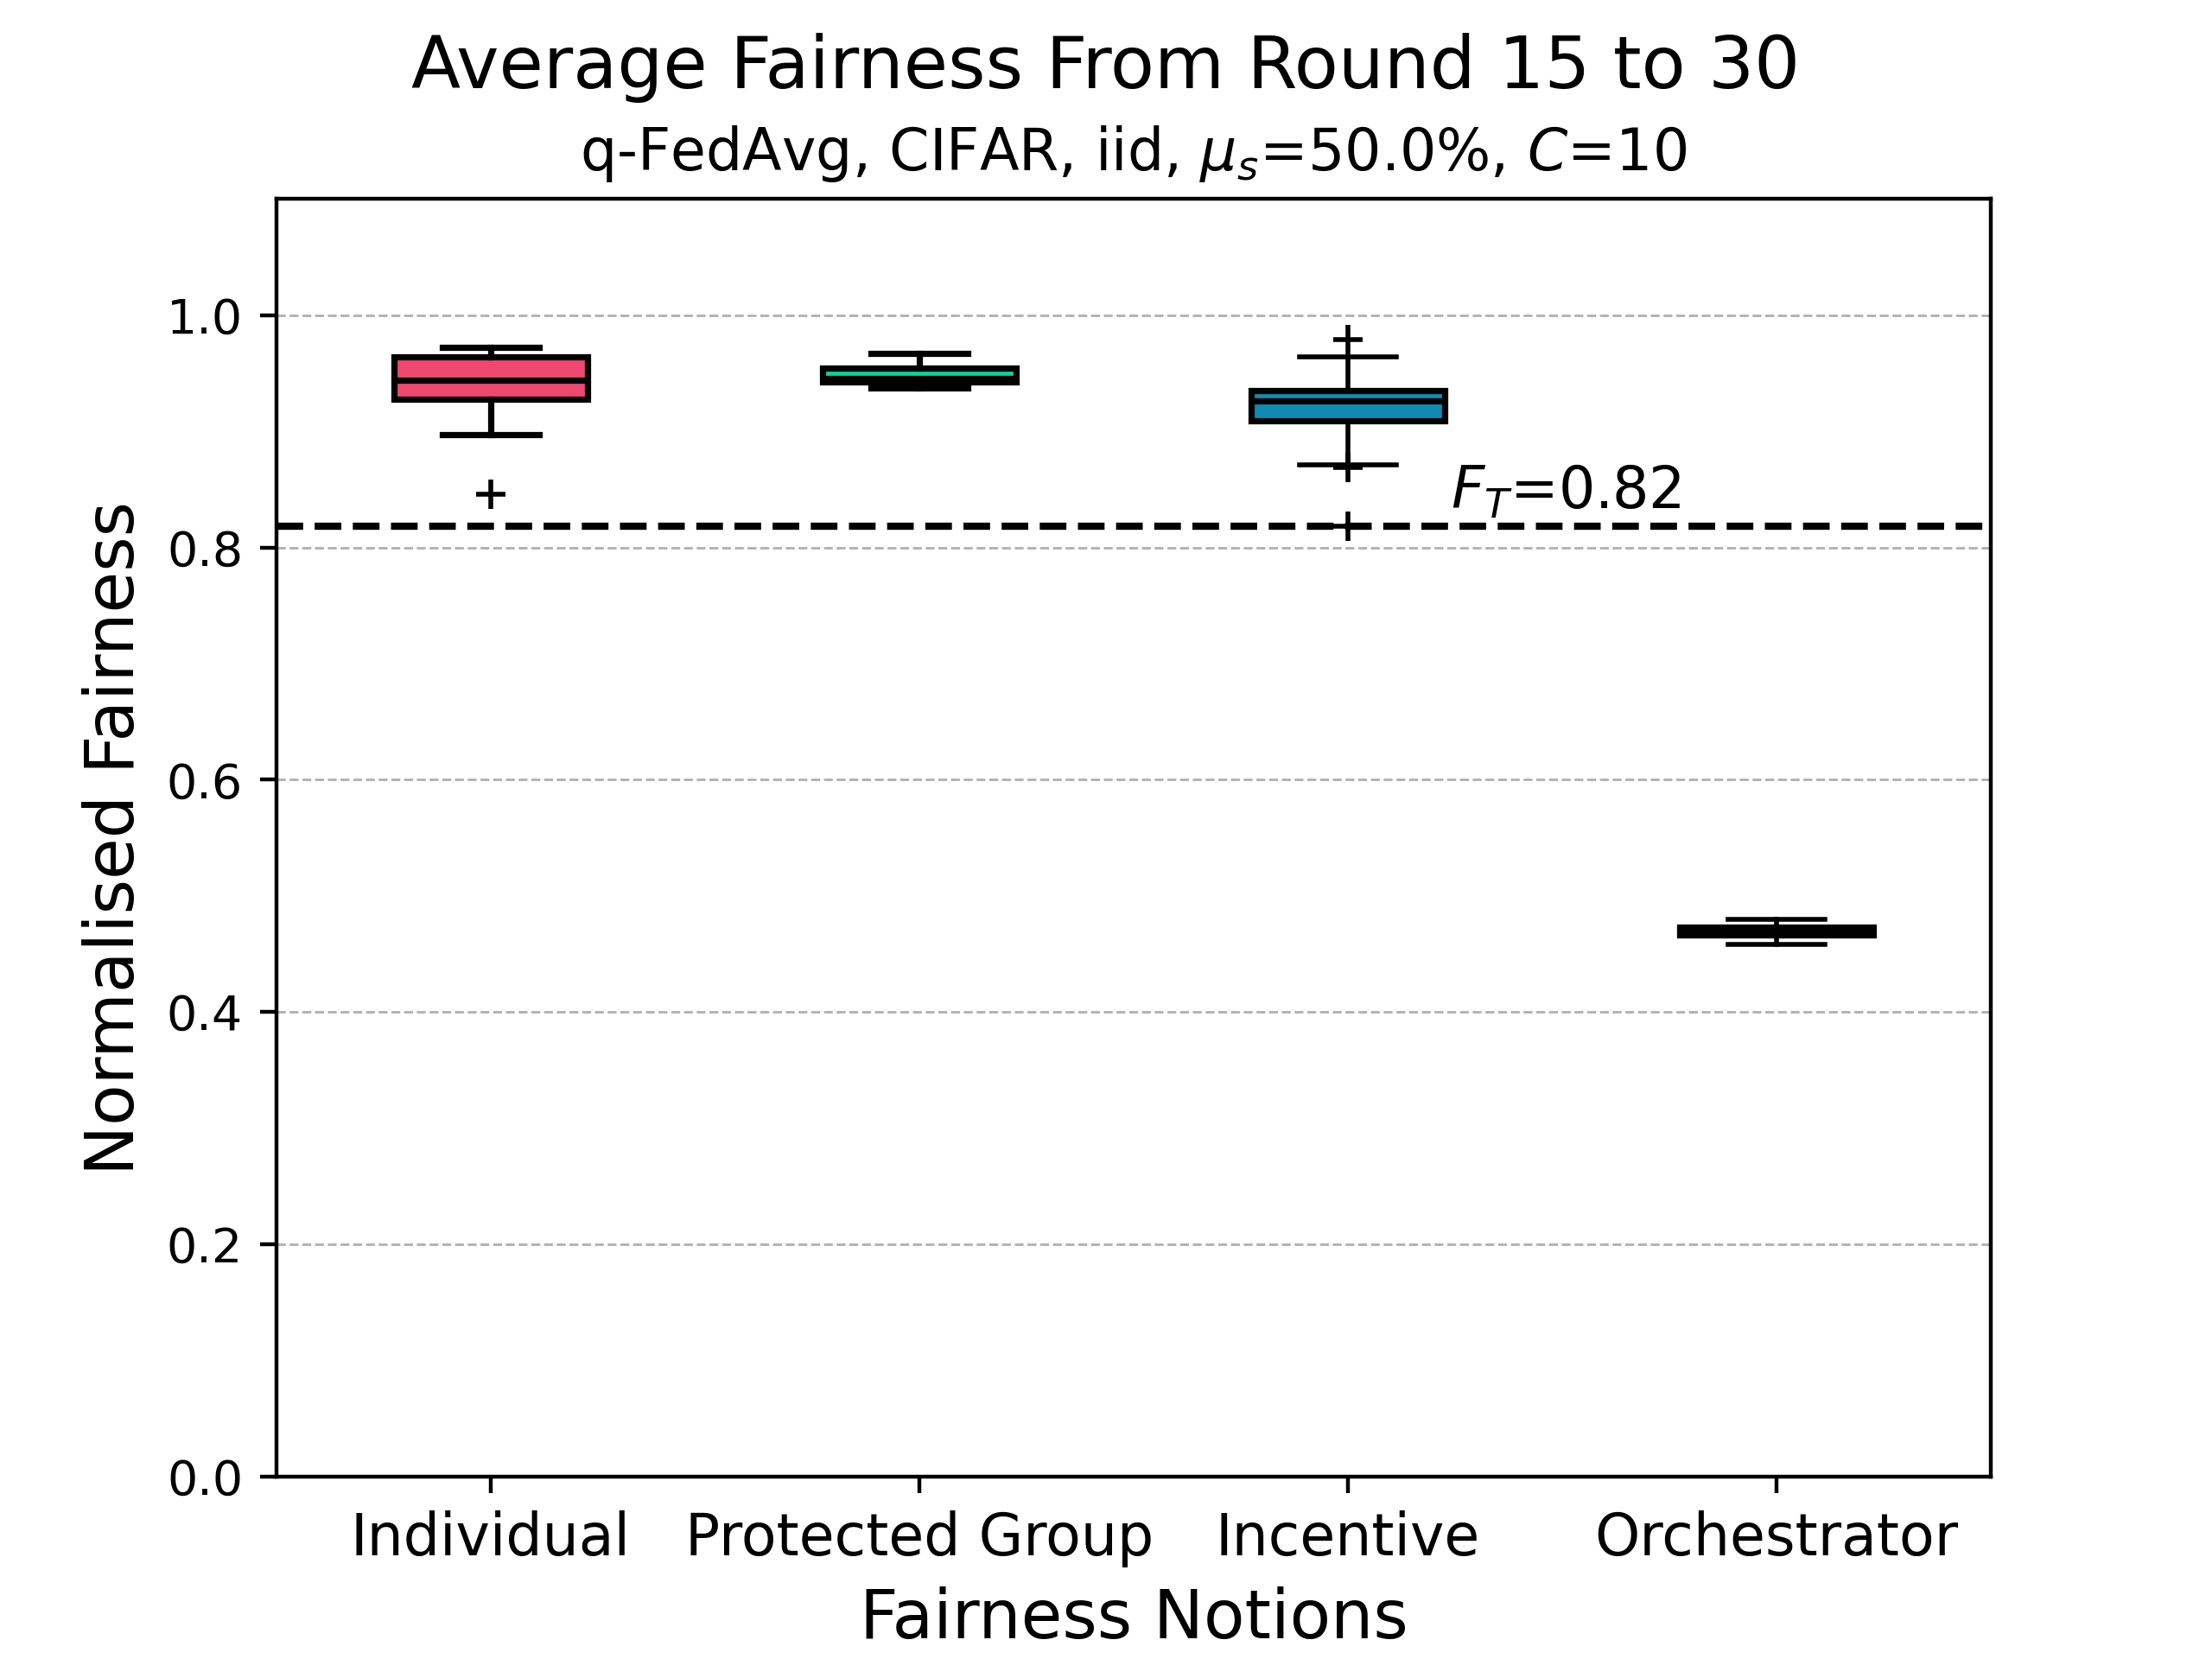 Average Fairness From Round 15 to 30
q-FedAvg, CIFAR, iid, μₛ=50.0%, C=10
Normalised Fairness
1.0
0.8
0.6
0.4
0.2
0.0
F_T=0.82
Individual Protected Group Incentive Orchestrator
Fairness Notions